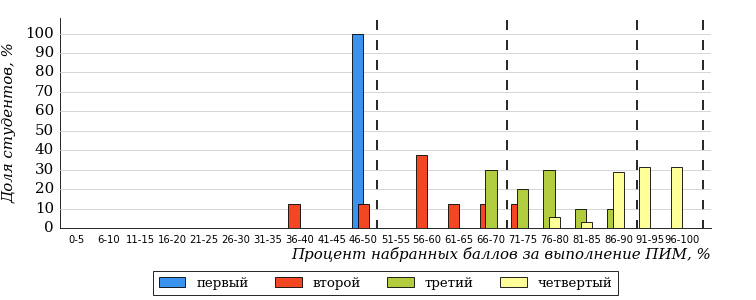 Доля студентов, %
100
90
80
70
60
50
40
30
20
10
0
0-5 6-10 11-15 16-20 21-25 26-30 31-35 36-40 41-45 46-50 51-55 56-60 61-65 66-70 71-75 76-80 81-85 86-90 91-95 96-100
Процент набранных баллов за выполнение ПИМ, %
первый второй третий четвертый